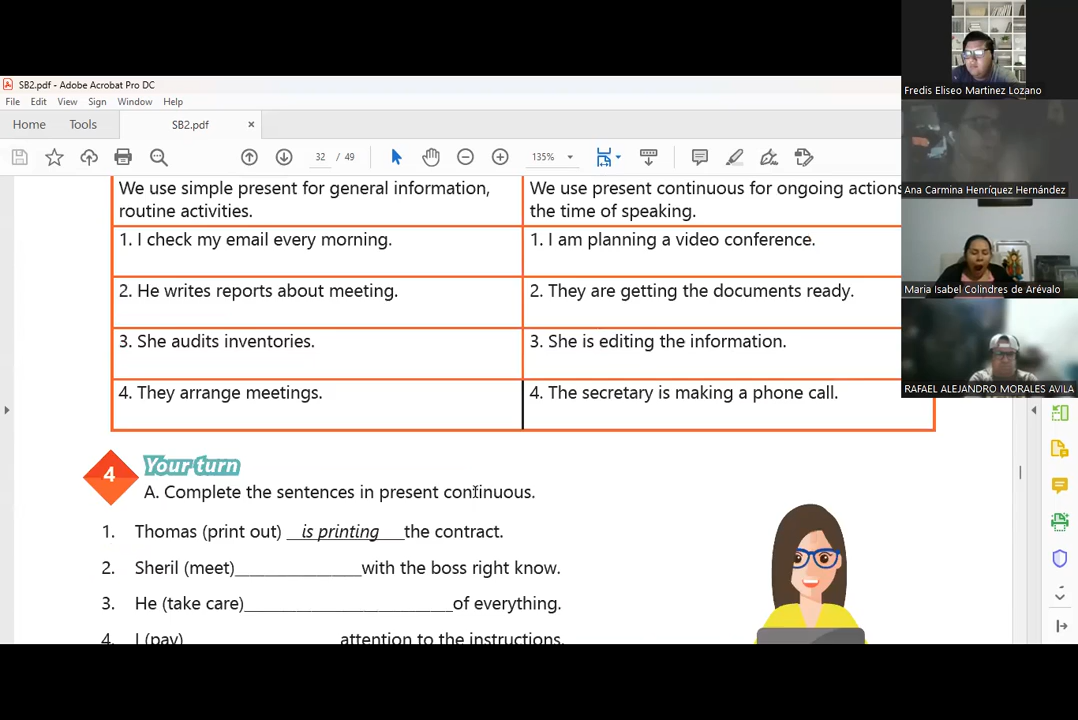 SB2.pdf - Adobe Acrobat Pro DC
File Edit View Sign Window Help
Home Tools SB2.pdf ×
32 / 49 135%
We use simple present for general information, routine activities.
We use present continuous for ongoing actions the time of speaking.
1. I check my email every morning.
1. I am planning a video conference.
2. He writes reports about meeting.
2. They are getting the documents ready.
3. She audits inventories.
3. She is editing the information.
4. They arrange meetings.
4. The secretary is making a phone call.
4 Your turn
A. Complete the sentences in present continuous.
1. Thomas (print out) __is printing___the contract.
2. Sheril (meet)______________with the boss right know.
3. He (take care)_______________________of everything.
4. I (pay)_________________attention to the instructions.
Fredis Eliseo Martinez Lozano
Ana Carmina Henríquez Hernández
Maria Isabel Colindres de Arévalo
RAFAEL ALEJANDRO MORALES AVILA